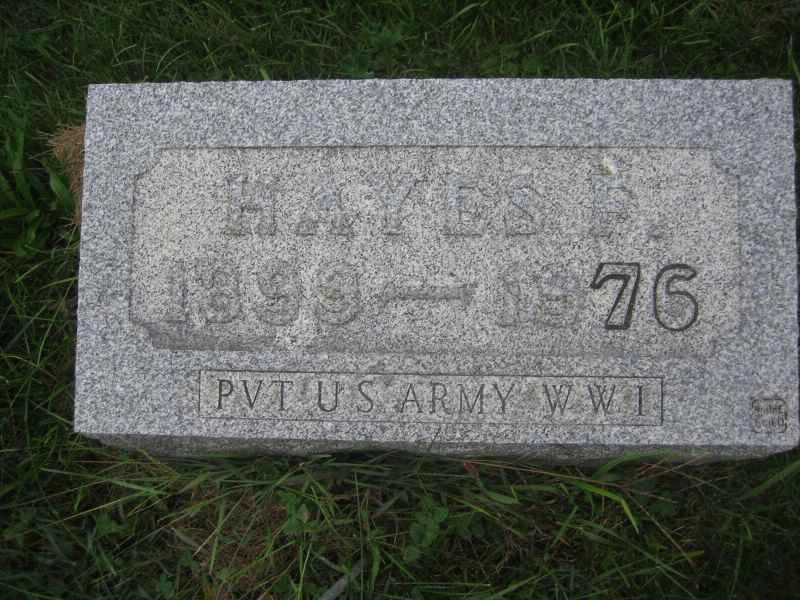 HAYES E.
1899 — 1976
PVT U S ARMY W W I